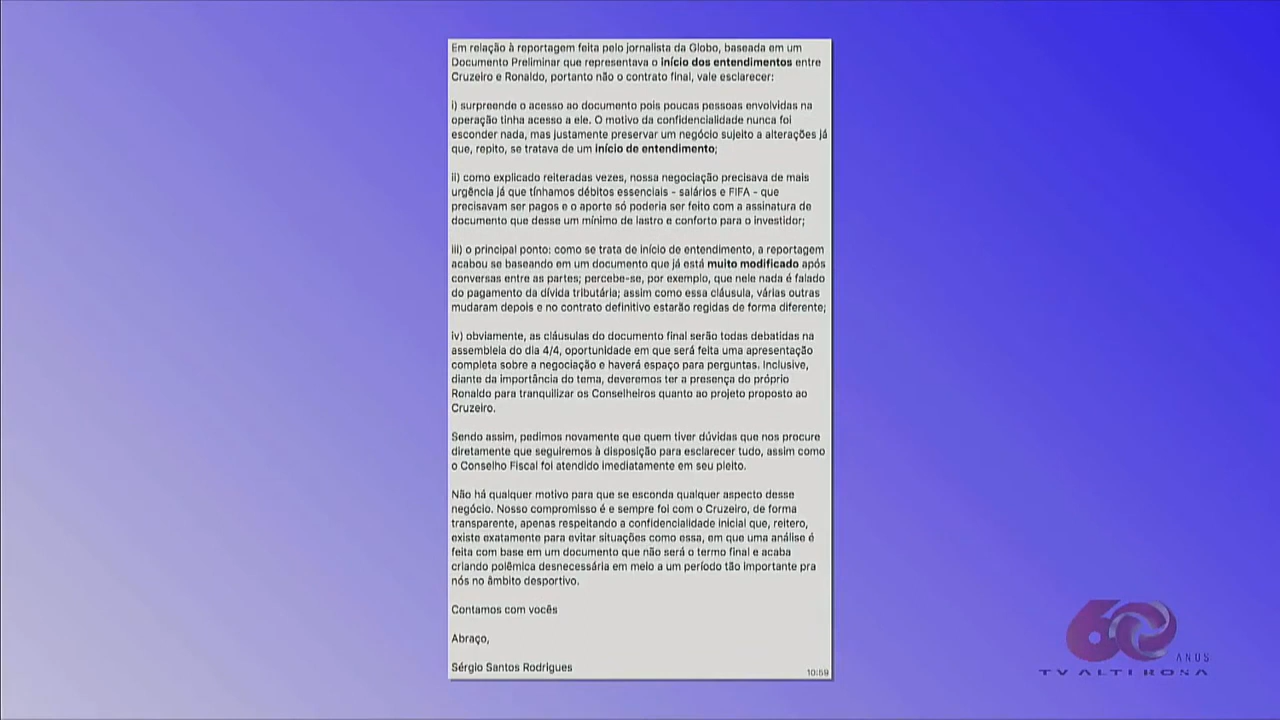 Em relação à reportagem feita pelo jornalista da Globo, baseada em um
Documento Preliminar que representava o início dos entendimentos entre
Cruzeiro e Ronaldo, portanto não o contrato final, vale esclarecer:
i) surpreende o acesso ao documento pois poucas pessoas envolvidas na
operação tinha acesso a ele. O motivo da confidencialidade nunca foi
esconder nada, mas justamente preservar um negócio sujeito a alterações já
que, repito, se tratava de um início de entendimento;
ii) como explicado reiteradas vezes, nossa negociação precisava de mais
urgência já que tínhamos débitos essenciais - salários e FIFA - que
precisavam ser pagos e o aporte só poderia ser feito com a assinatura de
documento que desse um mínimo de lastro e conforto para o investidor;
iii) o principal ponto: como se trata de início de entendimento, a reportagem
acabou se baseando em um documento que já está muito modificado após
conversas entre as partes; percebe-se, por exemplo, que nele nada é falado
do pagamento da dívida tributária; assim como essa cláusula, várias outras
mudaram depois e no contrato definitivo estarão regidas de forma diferente;
iv) obviamente, as cláusulas do documento final serão todas debatidas na
assembleia do dia 4/4, oportunidade em que será feita uma apresentação
completa sobre a negociação e haverá espaço para perguntas. Inclusive,
diante da importância do tema, deveremos ter a presença do próprio
Ronaldo para tranquilizar os Conselheiros quanto ao projeto proposto ao
Cruzeiro.
Sendo assim, pedimos novamente que quem tiver dúvidas que nos procure
diretamente que seguiremos à disposição para esclarecer tudo, assim como
o Conselho Fiscal foi atendido imediatamente em seu pleito.
Não há qualquer motivo para que se esconda qualquer aspecto desse
negócio. Nosso compromisso é e sempre foi com o Cruzeiro, de forma
transparente, apenas respeitando a confidencialidade inicial que, reitero,
existe exatamente para evitar situações como essa, em que uma análise é
feita com base em um documento que não será o termo final e acaba
criando polêmica desnecessária em meio a um período tão importante pra
nós no âmbito desportivo.
Contamos com vocês
Abraço,
Sérgio Santos Rodrigues
10:59
60
ANOS
TV ALTEROSA